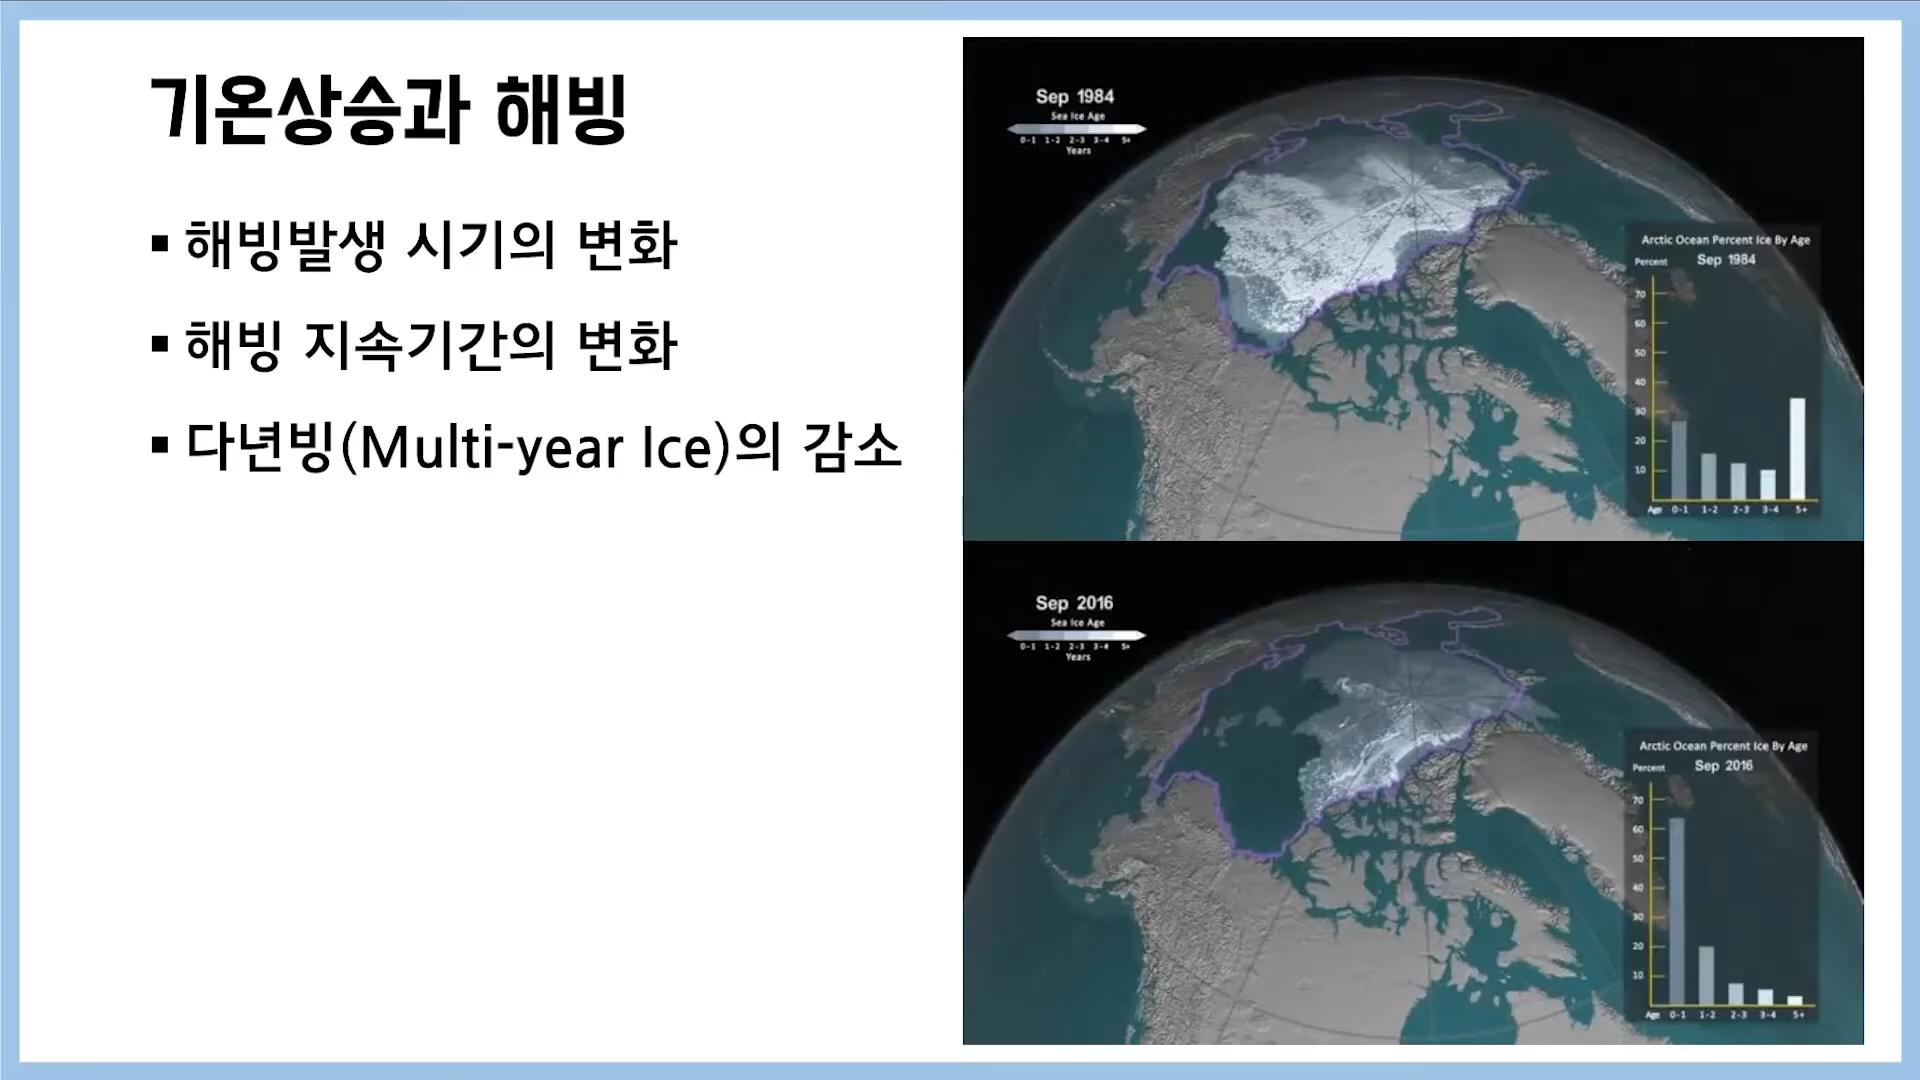 기온상승과 해빙
▪ 해빙발생 시기의 변화
▪ 해빙 지속기간의 변화
▪ 다년빙(Multi-year Ice)의 감소
Sep 1984
Sea Ice Age
0-1 1-2 2-3 3-4 5+
Years
Arctic Ocean Percent Ice By Age
Percent Sep 1984
70
60
50
40
30
20
10
Age 0-1 1-2 2-3 3-4 5+
Sep 2016
Sea Ice Age
0-1 1-2 2-3 3-4 5+
Years
Arctic Ocean Percent Ice By Age
Percent Sep 2016
70
60
50
40
30
20
10
Age 0-1 1-2 2-3 3-4 5+